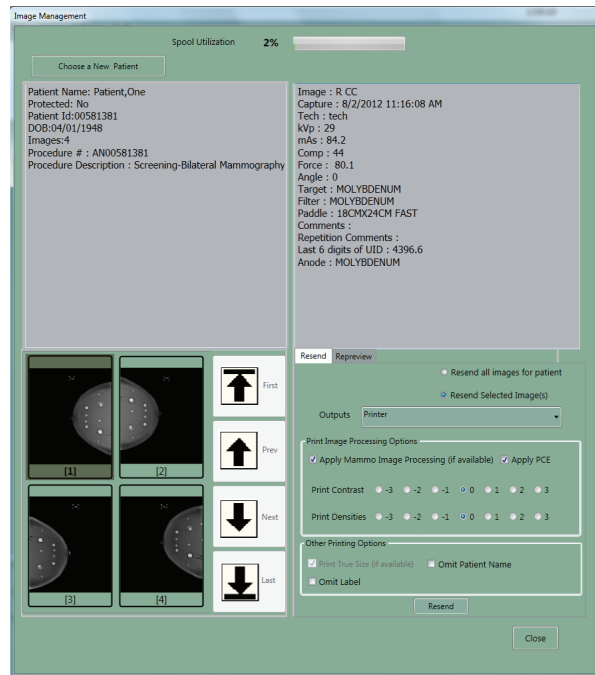 Image Management
Spool Utilization 2%
Choose a New Patient
Patient Name: Patient,One
Protected: No
Patient Id:00581381
DOB:04/01/1948
Images:4
Procedure # : AN00581381
Procedure Description : Screening-Bilateral Mammography
Image : R CC
Capture : 8/2/2012 11:16:08 AM
Tech : tech
kVp : 29
mAs : 84.2
Comp : 44
Force : 80.1
Angle : 0
Target : MOLYBDENUM
Filter : MOLYBDENUM
Paddle : 18CMX24CM FAST
Comments :
Repetition Comments :
Last 6 digits of UID : 4396.6
Anode : MOLYBDENUM
[1]
[2]
[3]
[4]
First
Prev
Next
Last
Resend Repreview
Resend all images for patient
Resend Selected Image(s)
Outputs Printer
Print Image Processing Options
Apply Mammo Image Processing (if available) Apply PCE
Print Contrast -3 -2 -1 0 1 2 3
Print Densities -3 -2 -1 0 1 2 3
Other Printing Options
Print True Size (if available) Omit Patient Name
Omit Label
Resend
Close